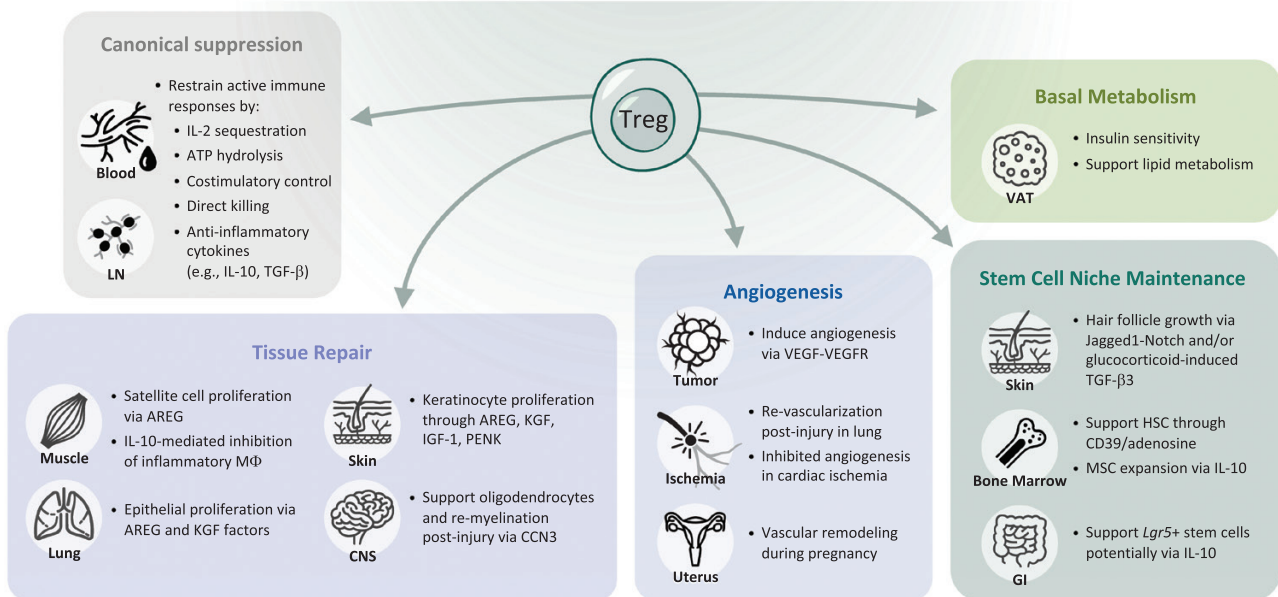 Canonical suppression
• Restrain active immune
responses by:
• IL-2 sequestration
• ATP hydrolysis
• Costimulatory control
• Direct killing
• Anti-inflammatory
cytokines
(e.g., IL-10, TGF-β)
Blood
LN
Treg
Basal Metabolism
• Insulin sensitivity
• Support lipid metabolism
VAT
Tissue Repair
• Satellite cell proliferation
via AREG
• IL-10-mediated inhibition
of inflammatory MΦ
Muscle
• Epithelial proliferation via
AREG and KGF factors
Lung
• Keratinocyte proliferation
through AREG, KGF,
IGF-1, PENK
Skin
• Support oligodendrocytes
and re-myelination
post-injury via CCN3
CNS
Angiogenesis
• Induce angiogenesis
via VEGF-VEGFR
Tumor
• Re-vascularization
post-injury in lung
• Inhibited angiogenesis
in cardiac ischemia
Ischemia
• Vascular remodeling
during pregnancy
Uterus
Stem Cell Niche Maintenance
• Hair follicle growth via
Jagged1-Notch and/or
glucocorticoid-induced
TGF-β3
Skin
• Support HSC through
CD39/adenosine
• MSC expansion via IL-10
Bone Marrow
• Support Lgr5+ stem cells
potentially via IL-10
GI